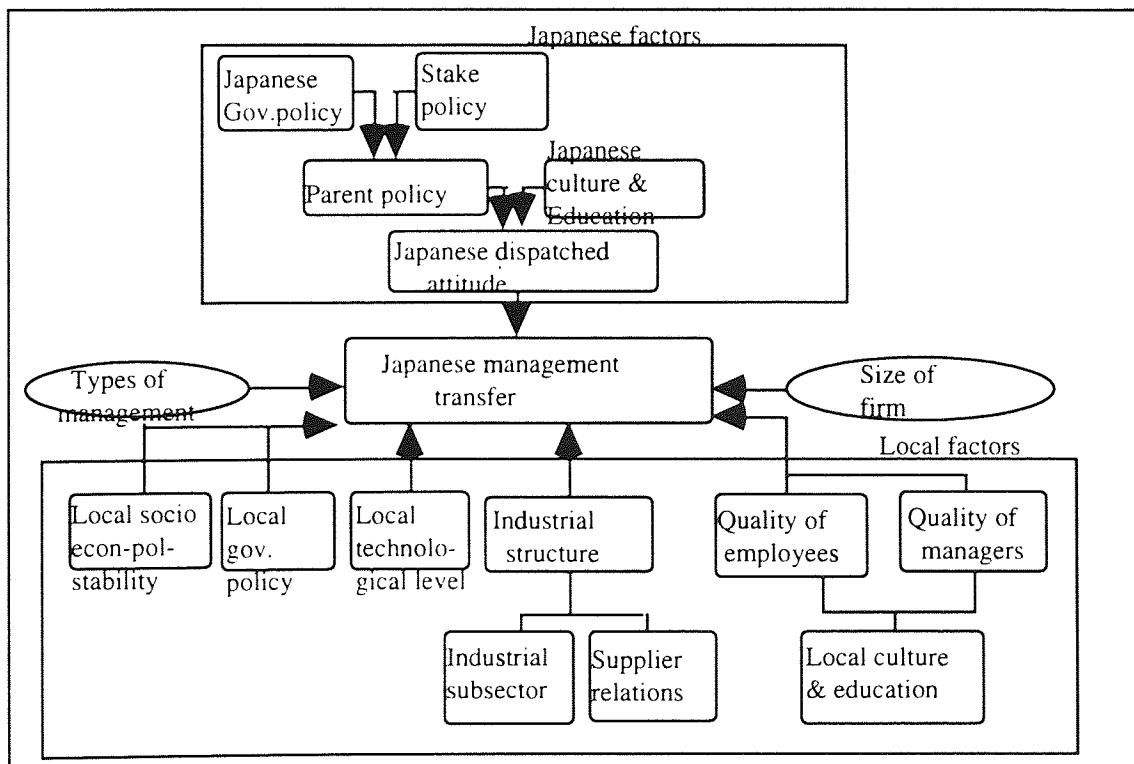 Japanese factors
Japanese
Gov.policy
Stake
policy
Parent policy
Japanese
culture &
Education
Japanese dispatched
attitude
Japanese management
transfer
Types of
management
Size of
firm
Local factors
Local socio
econ-pol-
stability
Local
gov.
policy
Local
technolo-
gical level
Industrial
structure
Quality of
employees
Quality of
managers
Industrial
subsector
Supplier
relations
Local culture
& education